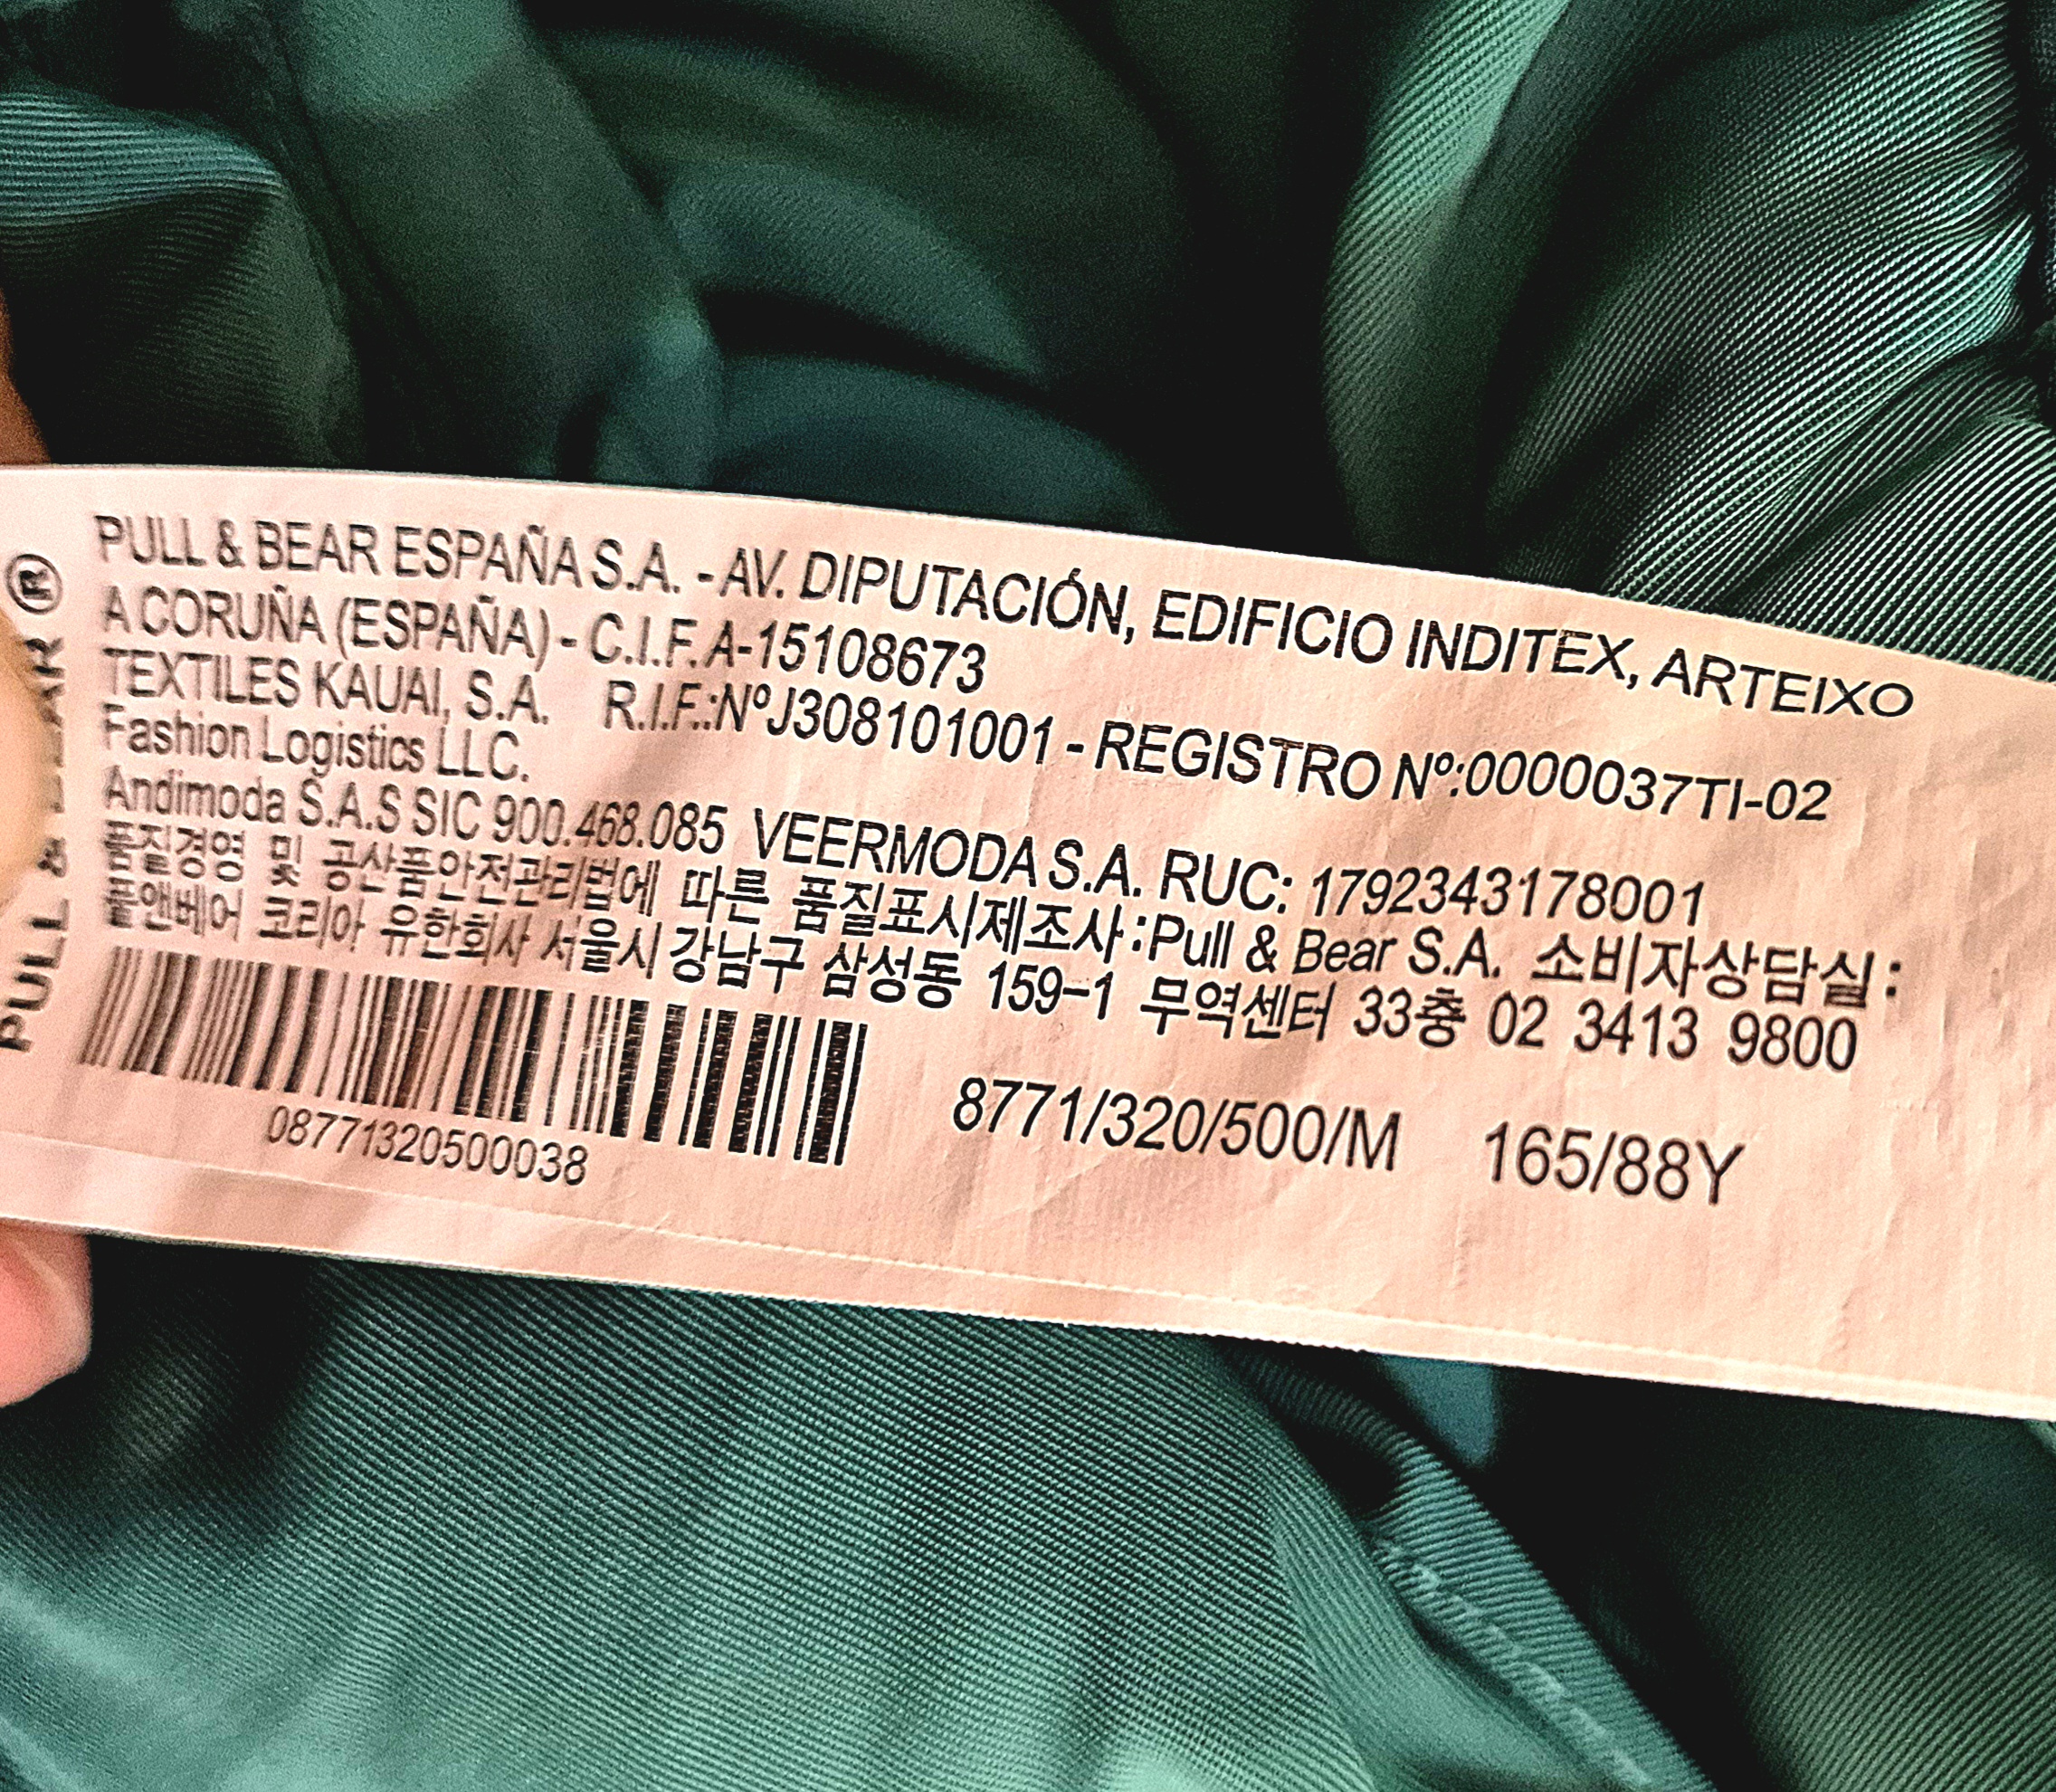 PULL & BEAR ®
PULL & BEAR ESPAÑA S.A. - AV. DIPUTACIÓN, EDIFICIO INDITEX, ARTEIXO
A CORUÑA (ESPAÑA) - C.I.F. A-15108673
TEXTILES KAUAI, S.A. R.I.F.:NºJ308101001 - REGISTRO Nº:0000037TI-02
Fashion Logistics LLC.
Andimoda S.A.S SIC 900.468.085 VEERMODA S.A. RUC: 1792343178001
품질경영 및 공산품안전관리법에 따른 품질표시제조사:Pull & Bear S.A. 소비자상담실:
풀앤베어 코리아 유한회사 서울시 강남구 삼성동 159-1 무역센터 33층 02 3413 9800
08771320500038
8771/320/500/M 165/88Y